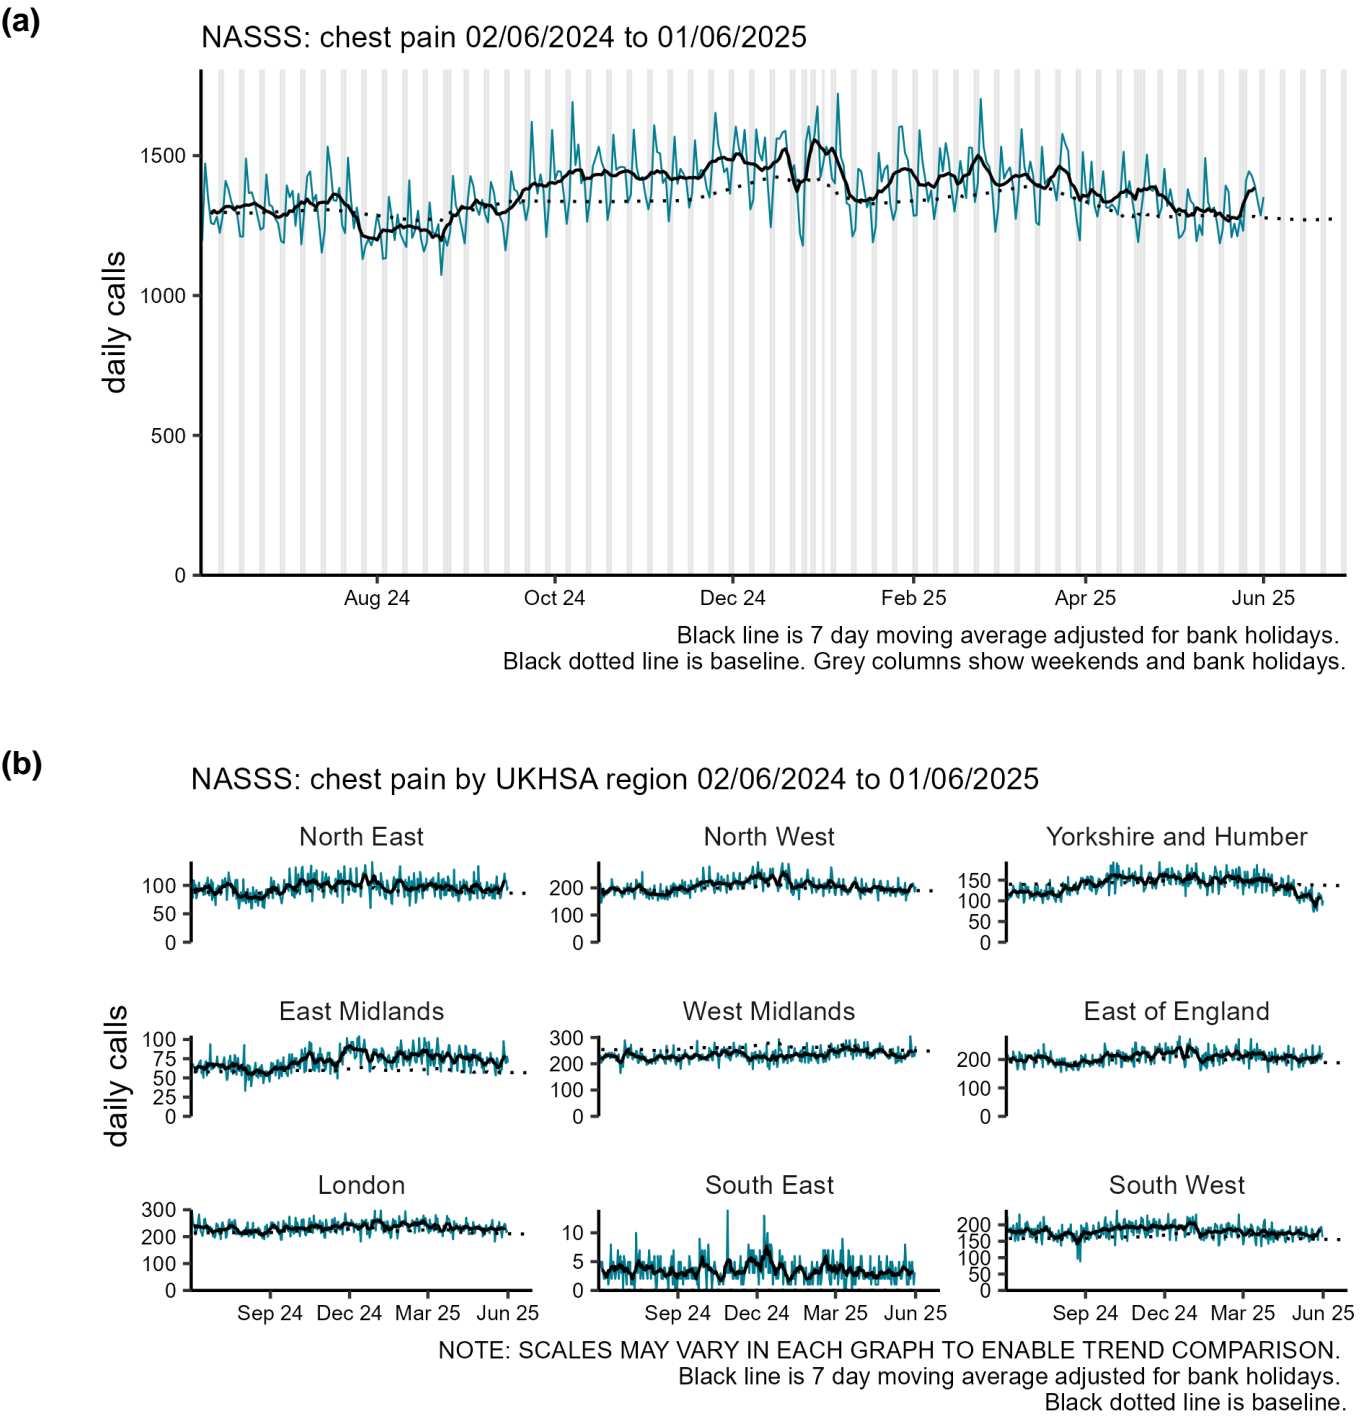 (a)
NASSS: chest pain 02/06/2024 to 01/06/2025
daily calls
1500
1000
500
0
Aug 24 Oct 24 Dec 24 Feb 25 Apr 25 Jun 25
Black line is 7 day moving average adjusted for bank holidays.
Black dotted line is baseline. Grey columns show weekends and bank holidays.
(b)
NASSS: chest pain by UKHSA region 02/06/2024 to 01/06/2025
daily calls
North East
100
50
0
North West
200
100
0
Yorkshire and Humber
150
100
50
0
East Midlands
100
75
50
25
0
West Midlands
300
200
100
0
East of England
200
100
0
London
300
200
100
0
Sep 24 Dec 24 Mar 25 Jun 25
South East
10
5
0
Sep 24 Dec 24 Mar 25 Jun 25
South West
200
150
100
50
0
Sep 24 Dec 24 Mar 25 Jun 25
NOTE: SCALES MAY VARY IN EACH GRAPH TO ENABLE TREND COMPARISON.
Black line is 7 day moving average adjusted for bank holidays.
Black dotted line is baseline.